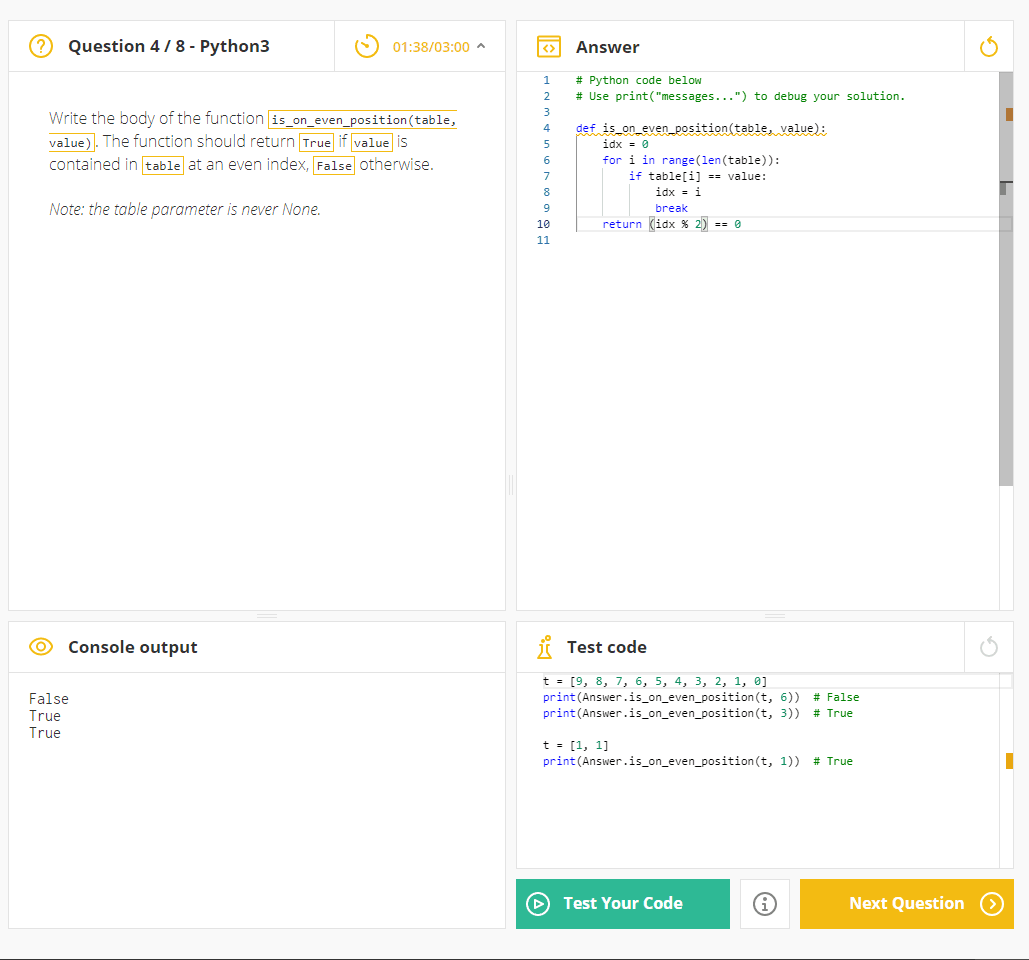 Question 4 / 8 - Python3
01:38/03:00
Write the body of the function is_on_even_position(table,
value). The function should return True if value is
contained in table at an even index, False otherwise.
Note: the table parameter is never None.
Answer
1 # Python code below
2 # Use print("messages...") to debug your solution.
3
4 def is_on_even_position(table, value):
5     idx = 0
6     for i in range(len(table)):
7         if table[i] == value:
8             idx = i
9             break
10     return (idx % 2) == 0
11
Console output
False
True
True
Test code
t = [9, 8, 7, 6, 5, 4, 3, 2, 1, 0]
print(Answer.is_on_even_position(t, 6))  # False
print(Answer.is_on_even_position(t, 3))  # True
t = [1, 1]
print(Answer.is_on_even_position(t, 1))  # True
Test Your Code
Next Question